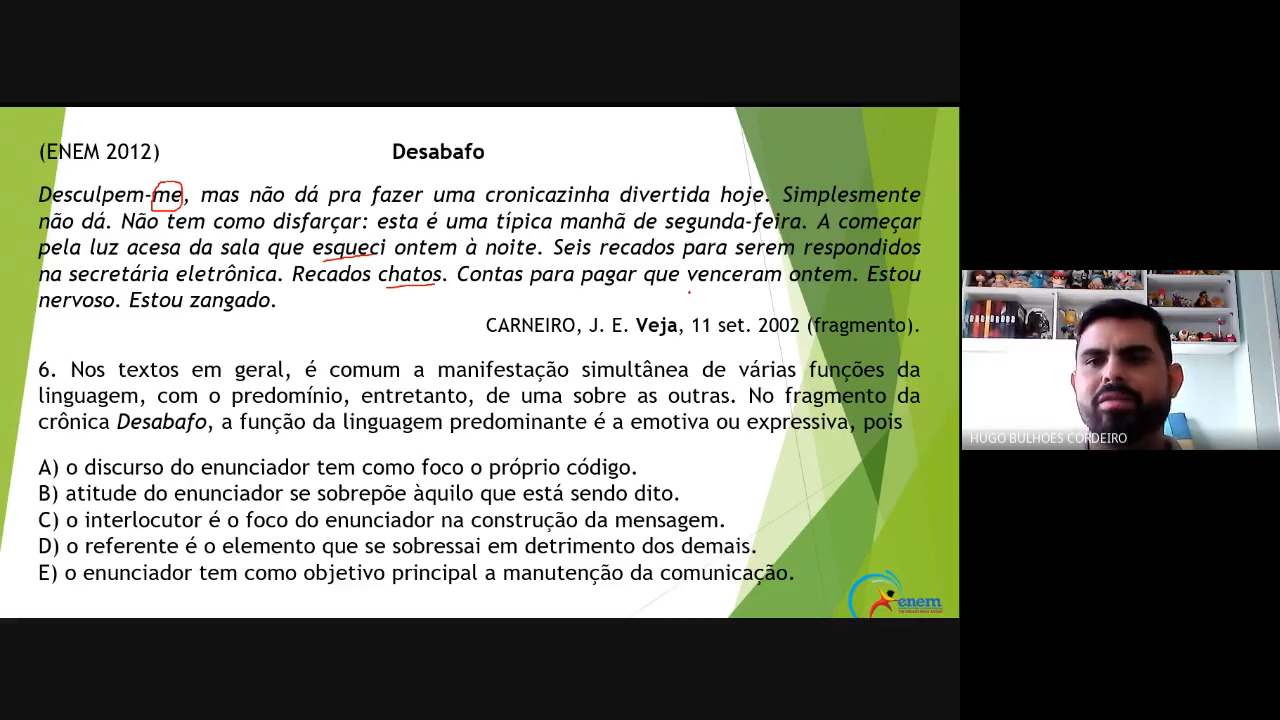 (ENEM 2012) Desabafo
Desculpem-me, mas não dá pra fazer uma cronicazinha divertida hoje. Simplesmente
não dá. Não tem como disfarçar: esta é uma típica manhã de segunda-feira. A começar
pela luz acesa da sala que esqueci ontem à noite. Seis recados para serem respondidos
na secretária eletrônica. Recados chatos. Contas para pagar que venceram ontem. Estou
nervoso. Estou zangado.
CARNEIRO, J. E. Veja, 11 set. 2002 (fragmento).
6. Nos textos em geral, é comum a manifestação simultânea de várias funções da
linguagem, com o predomínio, entretanto, de uma sobre as outras. No fragmento da
crônica Desabafo, a função da linguagem predominante é a emotiva ou expressiva, pois
A) o discurso do enunciador tem como foco o próprio código.
B) atitude do enunciador se sobrepõe àquilo que está sendo dito.
C) o interlocutor é o foco do enunciador na construção da mensagem.
D) o referente é o elemento que se sobressai em detrimento dos demais.
E) o enunciador tem como objetivo principal a manutenção da comunicação.
enem
HUGO BULHOES CORDEIRO